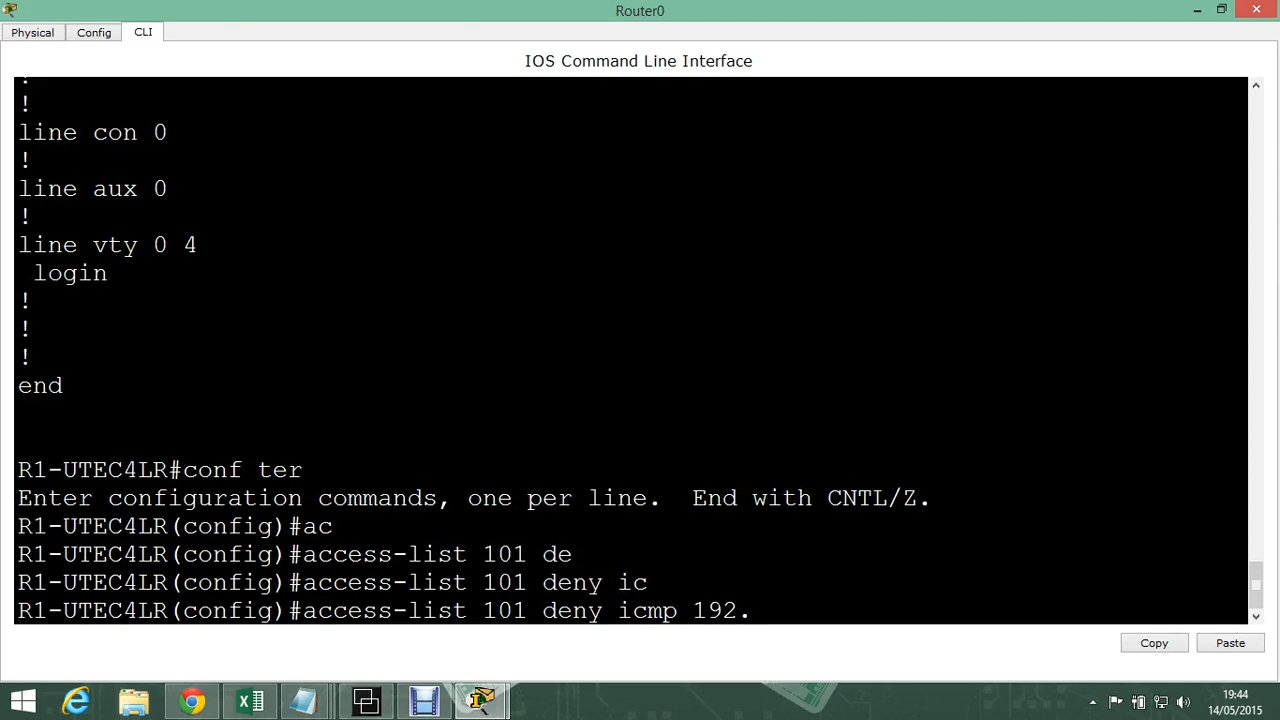 Router0
Physical
Config
CLI
IOS Command Line Interface
!
!
line con 0
!
line aux 0
!
line vty 0 4
login
!
!
!
end
R1-UTEC4LR#conf ter
Enter configuration commands, one per line.  End with CNTL/Z.
R1-UTEC4LR(config)#ac
R1-UTEC4LR(config)#access-list 101 de
R1-UTEC4LR(config)#access-list 101 deny ic
R1-UTEC4LR(config)#access-list 101 deny icmp 192.
Copy
Paste
19:44
14/05/2015